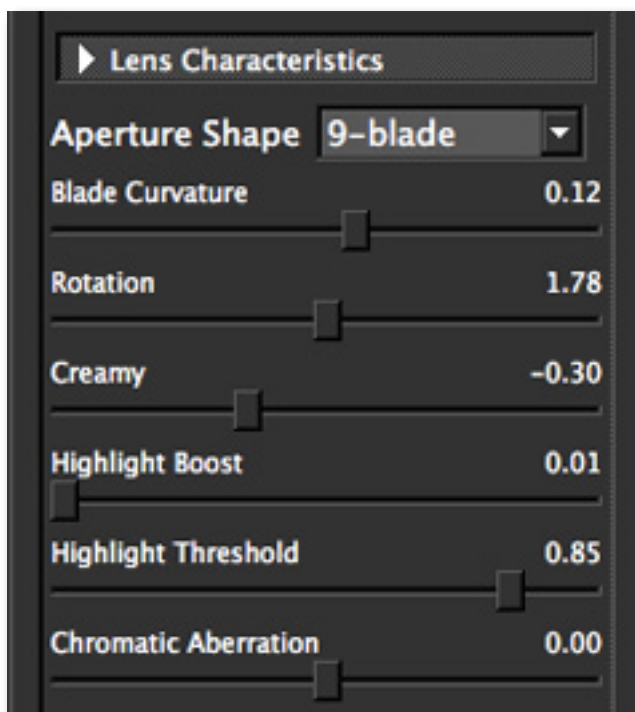 Lens Characteristics
Aperture Shape 9-blade
Blade Curvature 0.12
Rotation 1.78
Creamy -0.30
Highlight Boost 0.01
Highlight Threshold 0.85
Chromatic Aberration 0.00